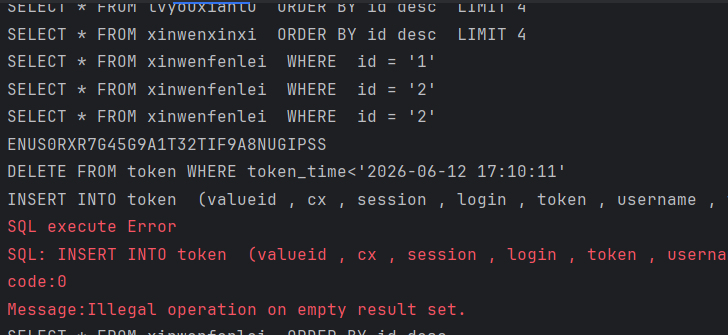 SELECT * FROM lvyouxianlu  ORDER BY id desc  LIMIT 4
SELECT * FROM xinwenxinxi  ORDER BY id desc  LIMIT 4
SELECT * FROM xinwenfenlei  WHERE  id = '1'
SELECT * FROM xinwenfenlei  WHERE  id = '2'
SELECT * FROM xinwenfenlei  WHERE  id = '2'
ENUS0RXR7G45G9A1T32TIF9A8NUGIPSS
DELETE FROM token WHERE token_time<'2026-06-12 17:10:11'
INSERT INTO token  (valueid , cx , session , login , token , username ,
SQL execute Error
SQL: INSERT INTO token  (valueid , cx , session , login , token , userna
code:0
Message:Illegal operation on empty result set.
SELECT * FROM xinwenfenlei  ORDER BY id desc